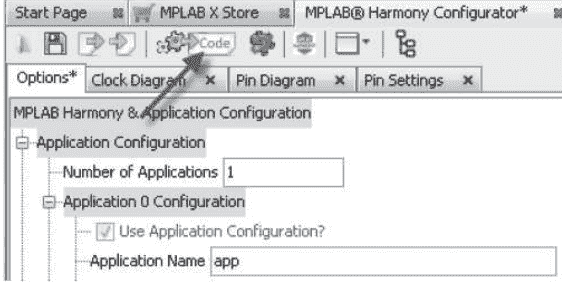 Start Page MPLAB X Store MPLAB® Harmony Configurator*
Code
Options* Clock Diagram Pin Diagram Pin Settings
MPLAB Harmony & Application Configuration
Application Configuration
Number of Applications 1
Application 0 Configuration
Use Application Configuration?
Application Name app